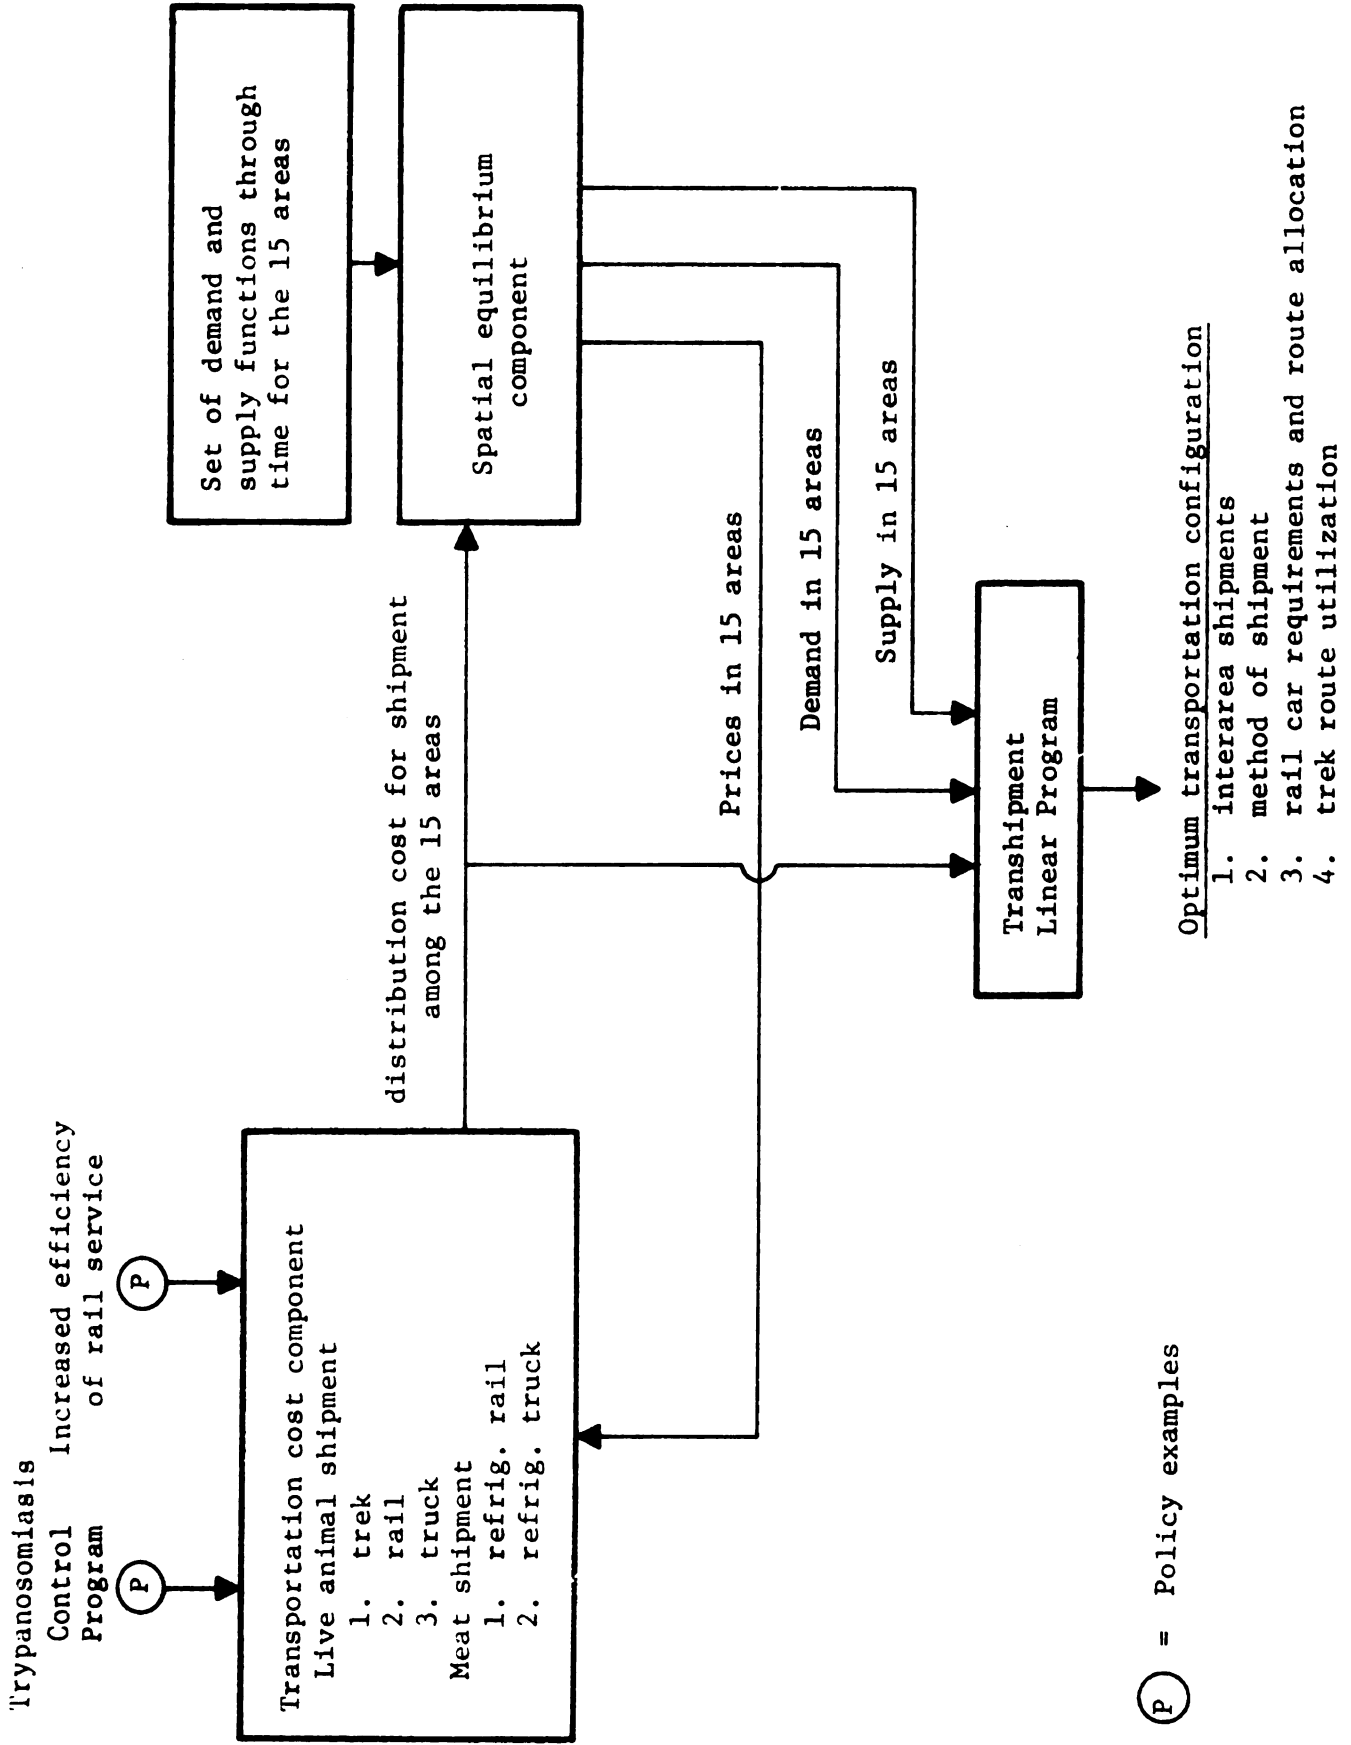 Trypanosomiasis
Control
Program
Increased efficiency
of rail service
P
P
Transportation cost component
Live animal shipment
1. trek
2. rail
3. truck
Meat shipment
1. refrig. rail
2. refrig. truck
distribution cost for shipment
among the 15 areas
Set of demand and
supply functions through
time for the 15 areas
Spatial equilibrium
component
Prices in 15 areas
Demand in 15 areas
Supply in 15 areas
Transhipment
Linear Program
Optimum transportation configuration
1. interarea shipments
2. method of shipment
3. rail car requirements and route allocation
4. trek route utilization
P = Policy examples